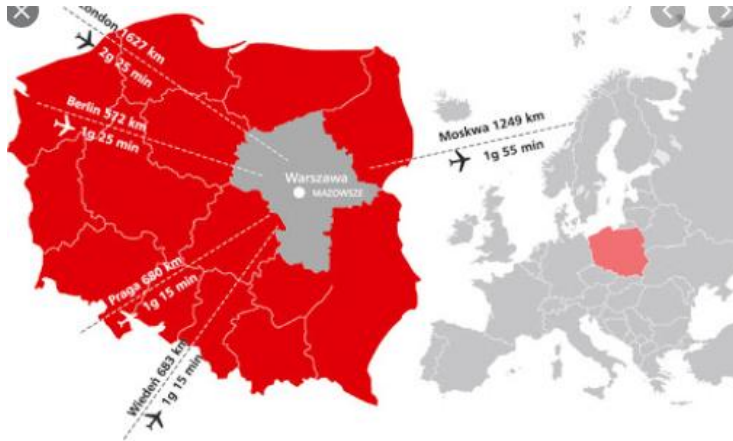 London 1627 km
2g 25 min
Berlin 572 km
1g 25 min
Moskwa 1249 km
1g 55 min
Warszawa
MAZOWSZE
Praga 680 km
1g 15 min
Wiedeń 683 km
1g 15 min